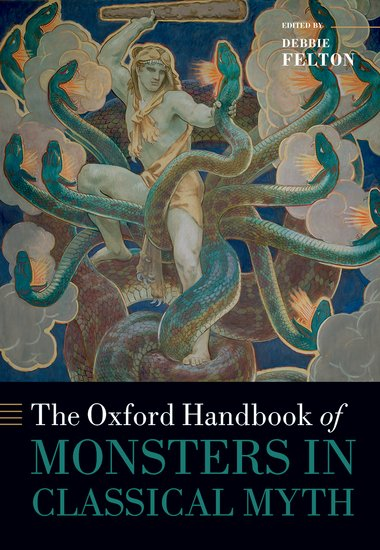 EDITED BY
DEBBIE
FELTON
The Oxford Handbook of
MONSTERS IN
CLASSICAL MYTH